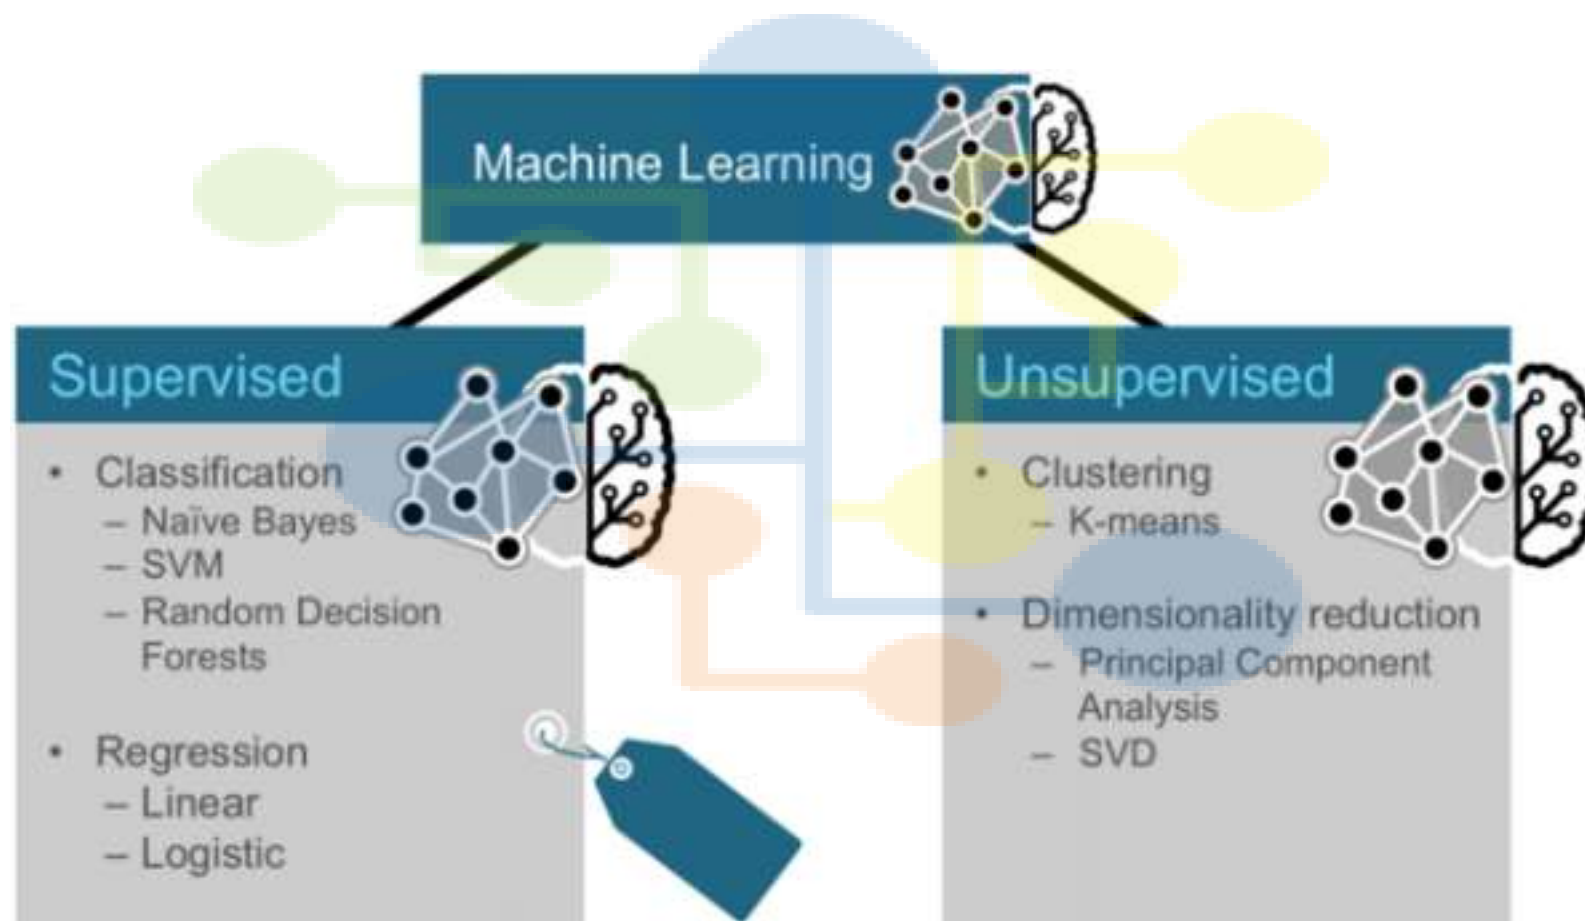 Machine Learning
Supervised
• Classification
– Naïve Bayes
– SVM
– Random Decision
Forests
• Regression
– Linear
– Logistic
Unsupervised
• Clustering
– K-means
• Dimensionality reduction
– Principal Component
Analysis
– SVD